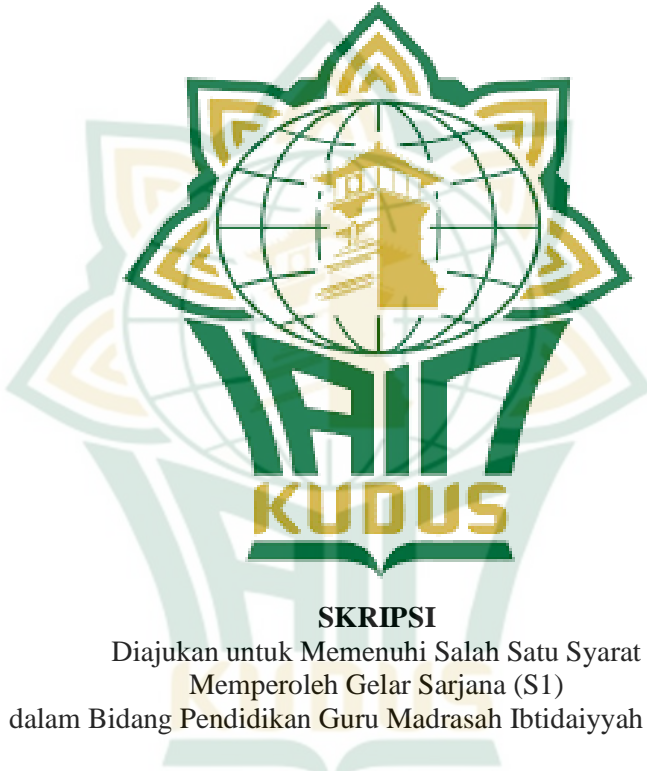 IAIN
KUDUS
SKRIPSI
Diajukan untuk Memenuhi Salah Satu Syarat
Memperoleh Gelar Sarjana (S1)
dalam Bidang Pendidikan Guru Madrasah Ibtidaiyyah